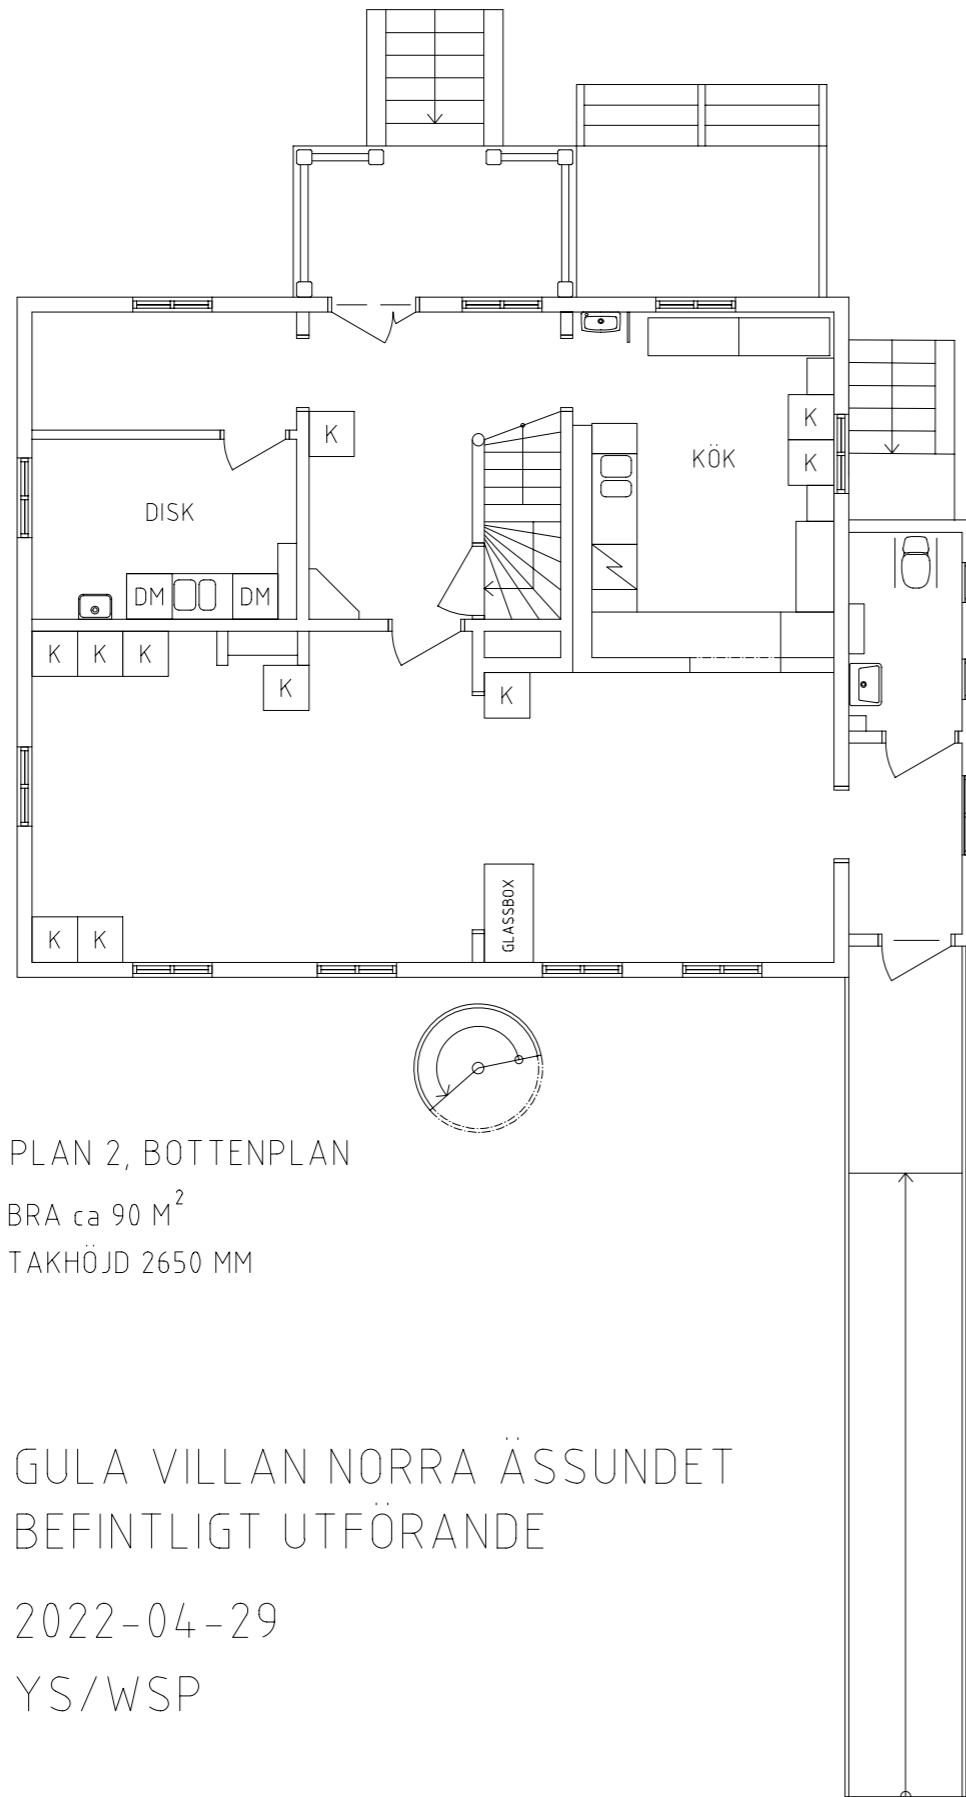 K
K
KÖK
K
DISK
DM
DM
K
K
K
K
K
GLASSBOX
K
K
PLAN 2, BOTTENPLAN
BRA ca 90 M²
TAKHÖJD 2650 MM
GULA VILLAN NORRA ÄSSUNDET
BEFINTLIGT UTFÖRANDE
2022-04-29
YS/WSP